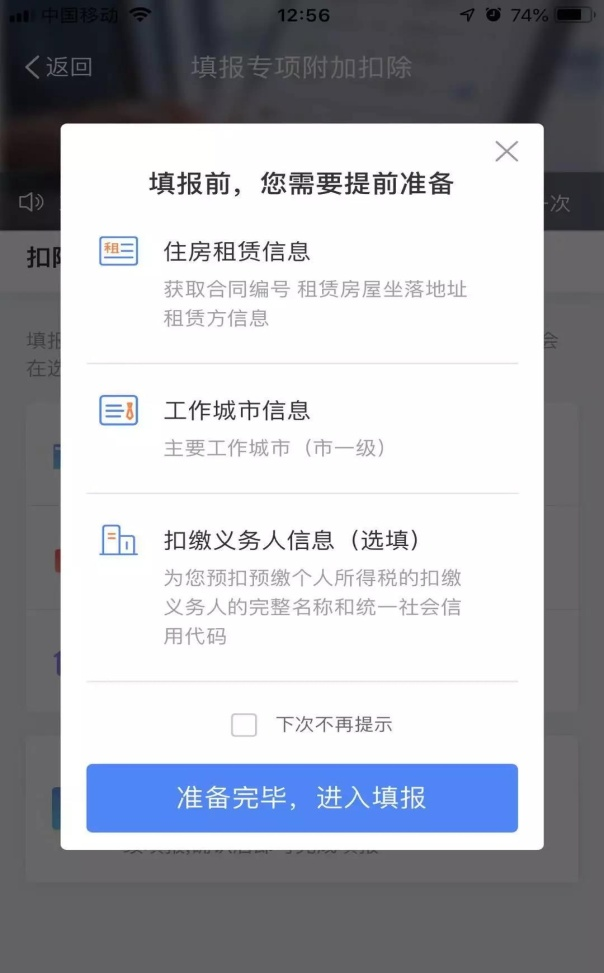 中国移动
12:56
74%
返回
填报专项附加扣除
填报前，您需要提前准备
次
扣
租
住房租赁信息
获取合同编号 租赁房屋坐落地址
租赁方信息
填报
会
在选
工作城市信息
主要工作城市（市一级）
扣缴义务人信息（选填）
为您预扣预缴个人所得税的扣缴
义务人的完整名称和统一社会信
用代码
下次不再提示
准备完毕，进入填报